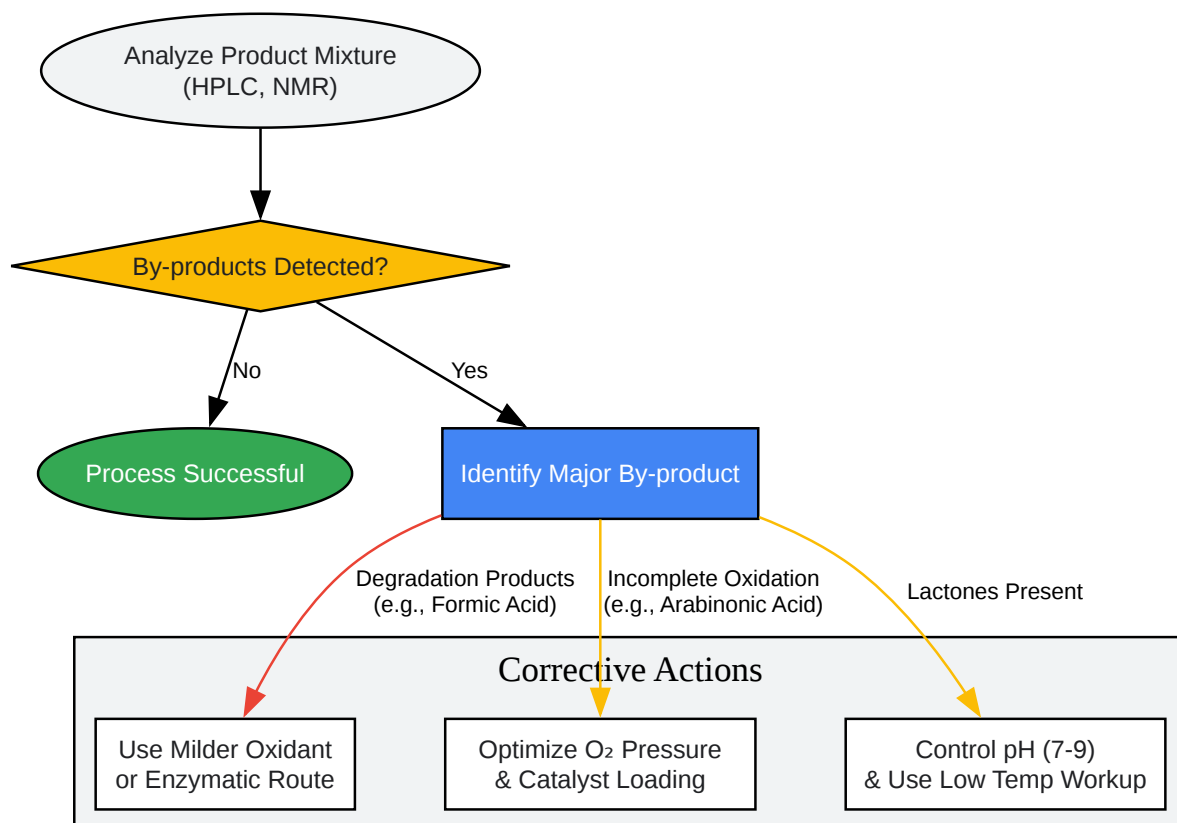 Analyze Product Mixture
(HPLC, NMR)
By-products Detected?
No
Yes
Process Successful
Identify Major By-product
Degradation Products
(e.g., Formic Acid)
Incomplete Oxidation
(e.g., Arabinonic Acid)
Lactones Present
Corrective Actions
Use Milder Oxidant
or Enzymatic Route
Optimize O₂ Pressure
& Catalyst Loading
Control pH (7-9)
& Use Low Temp Workup